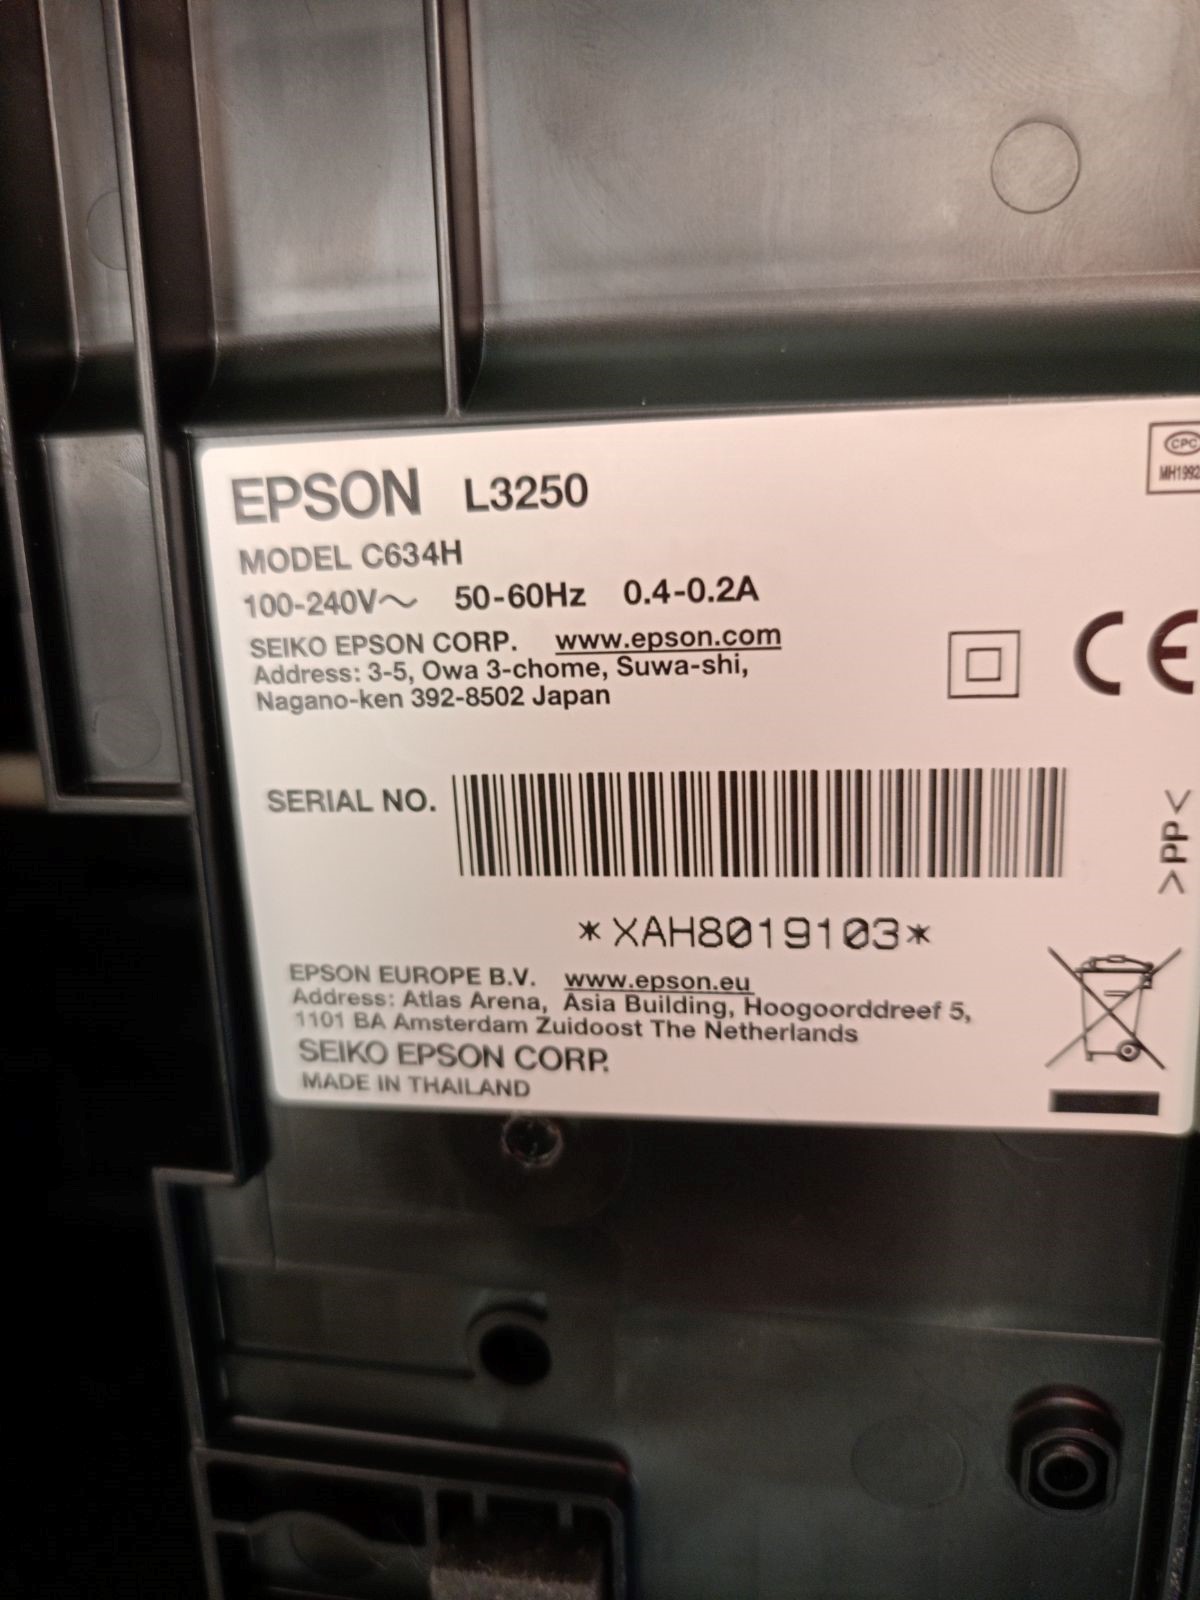 EPSON L3250
CPC
MH1992
MODEL C634H
100-240V～ 50-60Hz 0.4-0.2A
SEIKO EPSON CORP. www.epson.com
Address: 3-5, Owa 3-chome, Suwa-shi,
Nagano-ken 392-8502 Japan
CE
SERIAL NO.
>PP<
*XAH8019103*
EPSON EUROPE B.V. www.epson.eu
Address: Atlas Arena, Asia Building, Hoogoorddreef 5,
1101 BA Amsterdam Zuidoost The Netherlands
SEIKO EPSON CORP.
MADE IN THAILAND